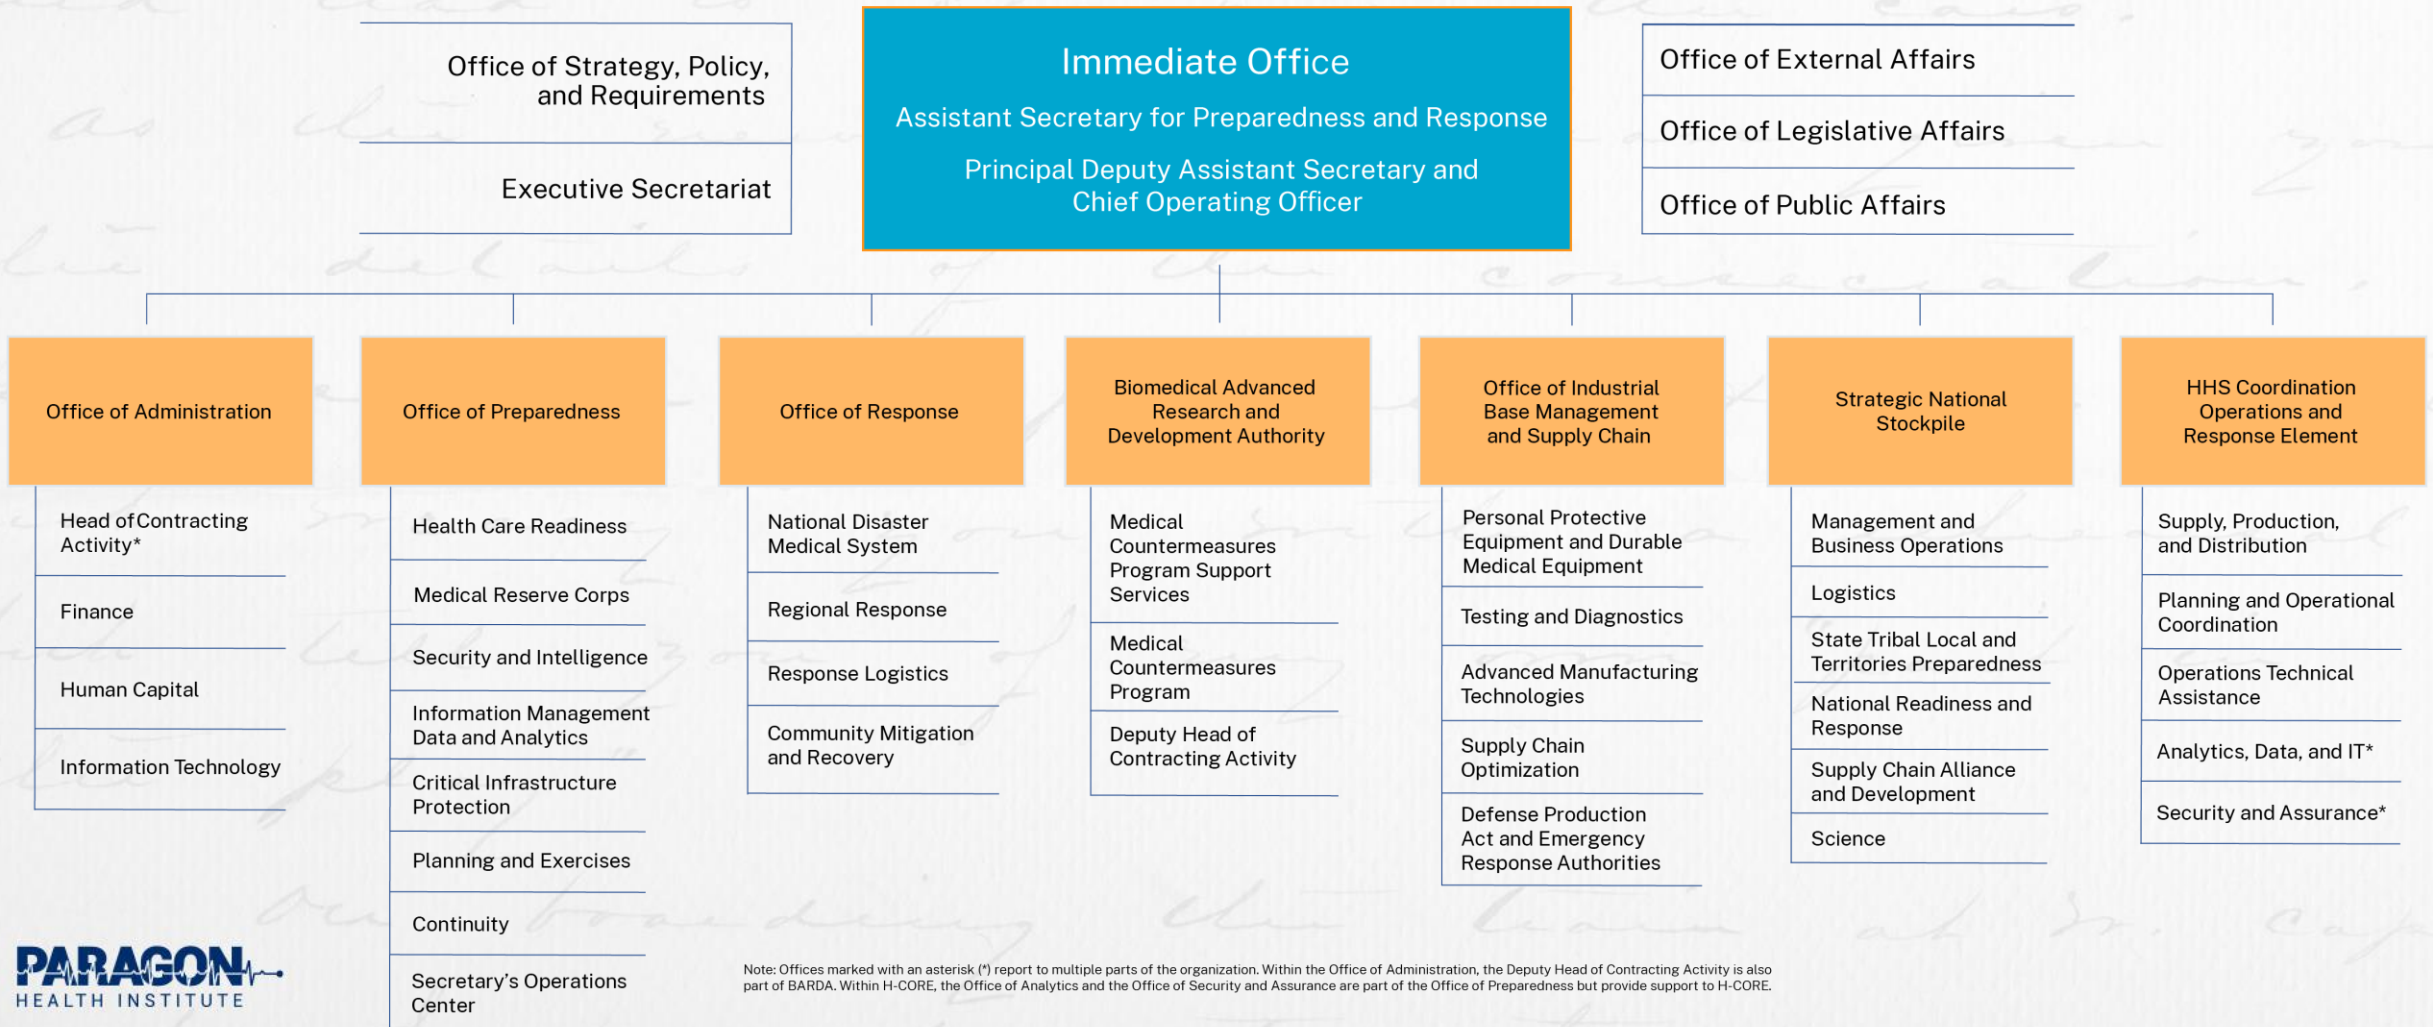 Office of Strategy, Policy,
and Requirements
Executive Secretariat
Immediate Office
Assistant Secretary for Preparedness and Response
Principal Deputy Assistant Secretary and
Chief Operating Officer
Office of External Affairs
Office of Legislative Affairs
Office of Public Affairs
Office of Administration
Head of Contracting
Activity*
Finance
Human Capital
Information Technology
Office of Preparedness
Health Care Readiness
Medical Reserve Corps
Security and Intelligence
Information Management
Data and Analytics
Critical Infrastructure
Protection
Planning and Exercises
Continuity
Secretary’s Operations
Center
Office of Response
National Disaster
Medical System
Regional Response
Response Logistics
Community Mitigation
and Recovery
Biomedical Advanced
Research and
Development Authority
Medical
Countermeasures
Program Support
Services
Medical
Countermeasures
Program
Deputy Head of
Contracting Activity
Office of Industrial
Base Management
and Supply Chain
Personal Protective
Equipment and Durable
Medical Equipment
Testing and Diagnostics
Advanced Manufacturing
Technologies
Supply Chain
Optimization
Defense Production
Act and Emergency
Response Authorities
Strategic National
Stockpile
Management and
Business Operations
Logistics
State Tribal Local and
Territories Preparedness
National Readiness and
Response
Supply Chain Alliance
and Development
Science
HHS Coordination
Operations and
Response Element
Supply, Production,
and Distribution
Planning and Operational
Coordination
Operations Technical
Assistance
Analytics, Data, and IT*
Security and Assurance*
PARAGON
HEALTH INSTITUTE
Note: Offices marked with an asterisk (*) report to multiple parts of the organization. Within the Office of Administration, the Deputy Head of Contracting Activity is also
part of BARDA. Within H-CORE, the Office of Analytics and the Office of Security and Assurance are part of the Office of Preparedness but provide support to H-CORE.